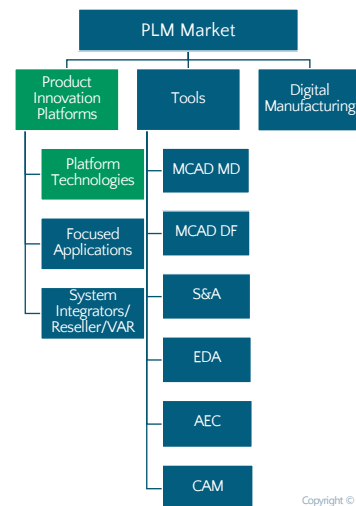 PLM Market
Product
Innovation
Platforms
Tools
Digital
Manufacturing
Platform
Technologies
Focused
Applications
System
Integrators/
Reseller/VAR
MCAD MD
MCAD DF
S&A
EDA
AEC
CAM
Copyright ©